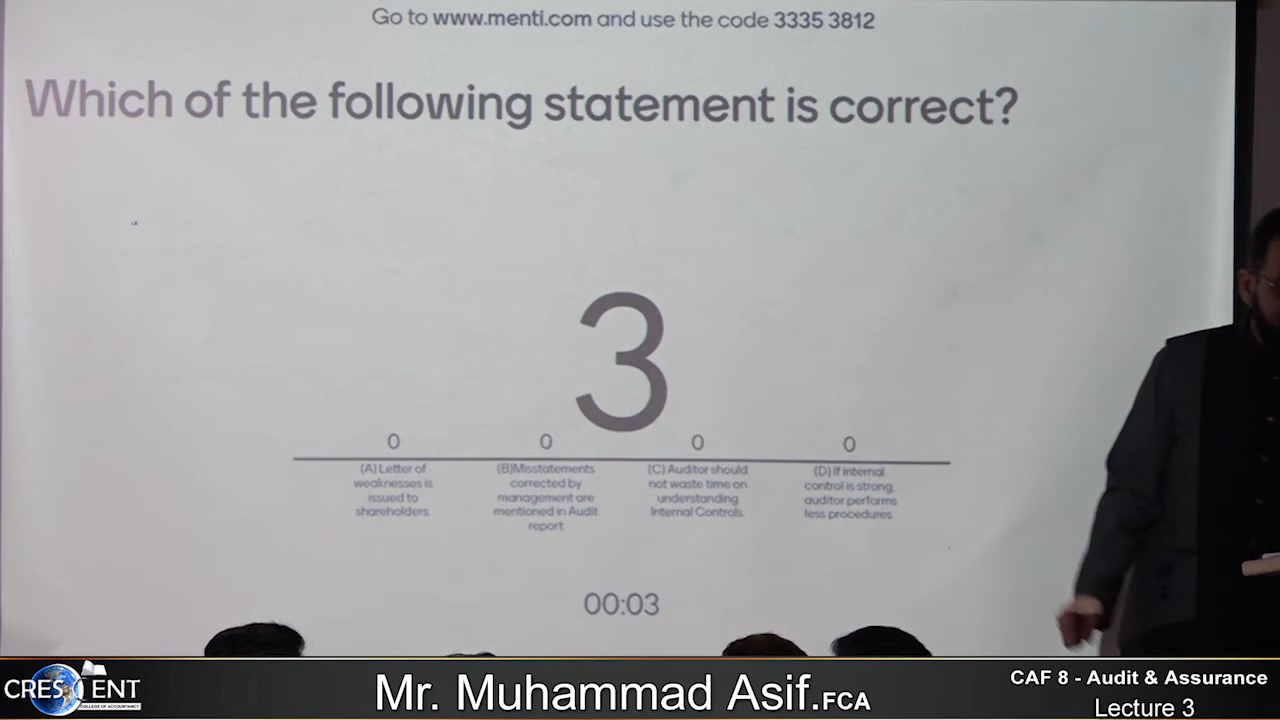 Go to www.menti.com and use the code 3335 3812
Which of the following statement is correct?
3
0 0 0 0
(A) Letter of
weaknesses is
issued to
shareholders.
(B)Misstatements
corrected by
management are
mentioned in Audit
report
(C) Auditor should
not waste time on
understanding
Internal Controls.
(D) If Internal
control is strong,
auditor performs
less procedures.
00:03
CRESCENT
COLLEGE OF ACCOUNTANCY
Mr. Muhammad Asif.FCA
CAF 8 - Audit & Assurance
Lecture 3